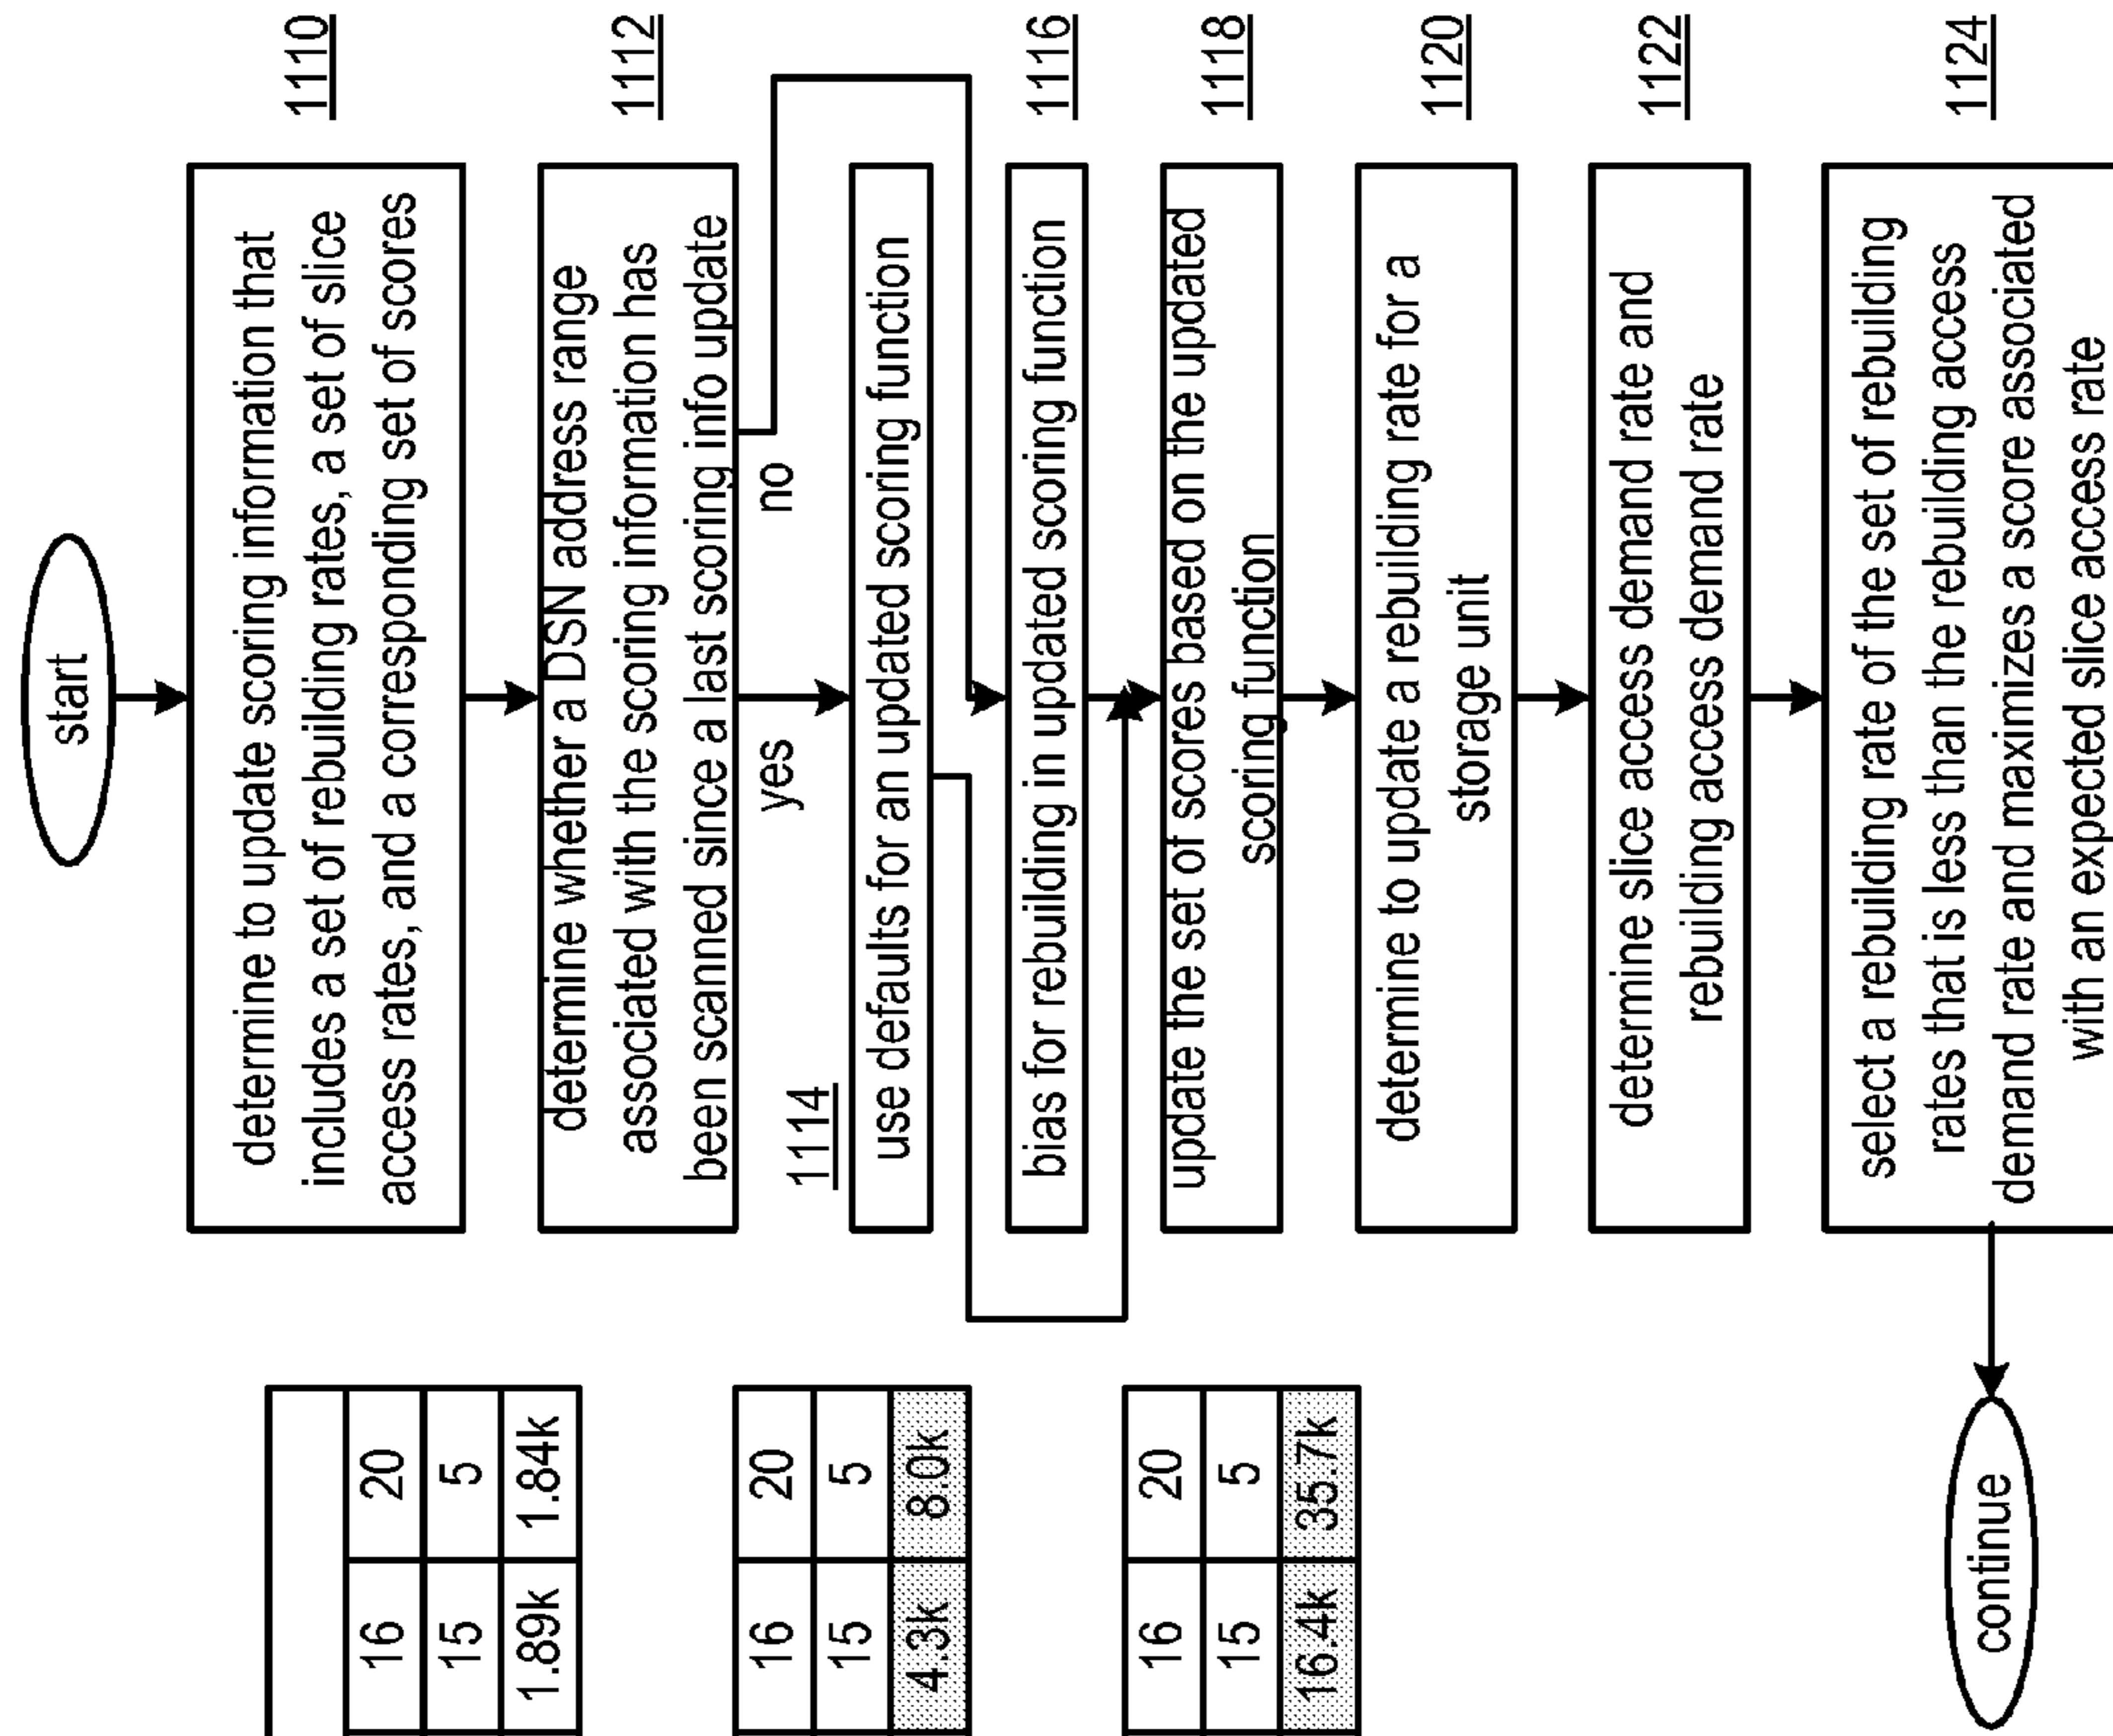 16 20
15 5
1.89k 1.84k
16 20
15 5
4.3k 8.0k
16 20
15 5
16.4k 35.7k
start
determine to update scoring information that
includes a set of rebuilding rates, a set of slice
access rates, and a corresponding set of scores
1110
determine whether a DSN address range
associated with the scoring information has
been scanned since a last scoring info update
1112
yes
no
1114
use defaults for an updated scoring function
bias for rebuilding in updated scoring function
1116
update the set of scores based on the updated
scoring function
1118
determine to update a rebuilding rate for a
storage unit
1120
determine slice access demand rate and
rebuilding access demand rate
1122
select a rebuilding rate of the set of rebuilding
rates that is less than the rebuilding access
demand rate and maximizes a score associated
with an expected slice access rate
1124
continue